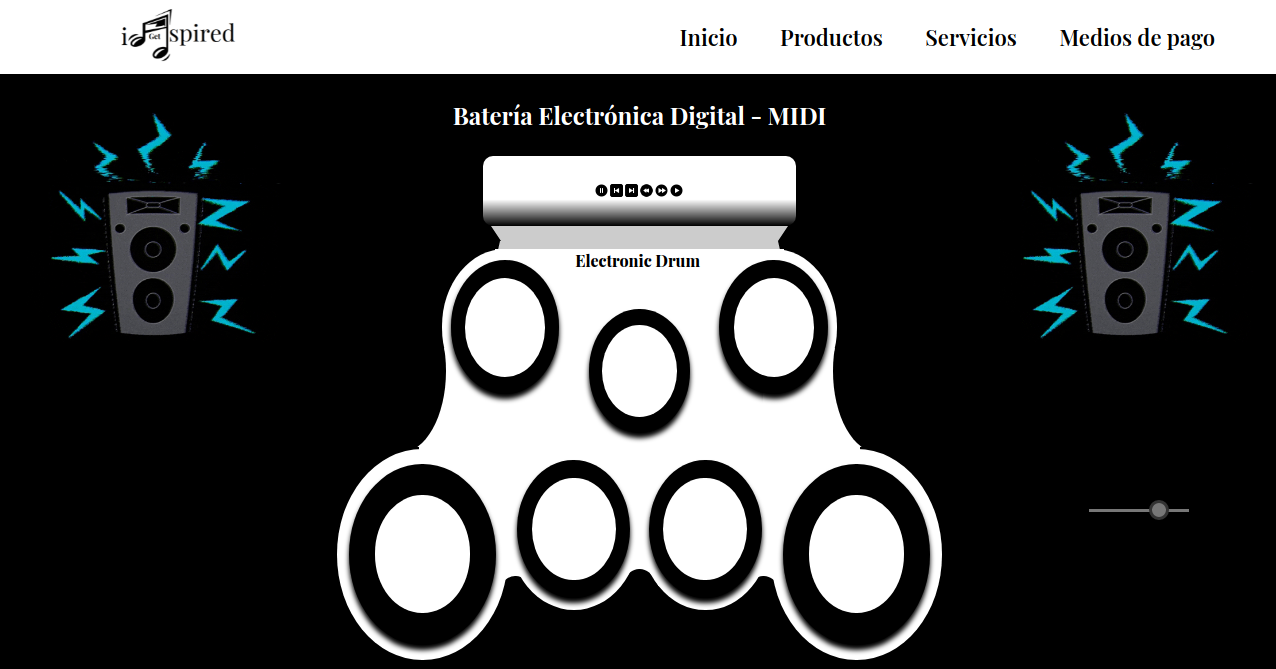 i Get spired
Inicio Productos Servicios Medios de pago
Batería Electrónica Digital - MIDI
Electronic Drum